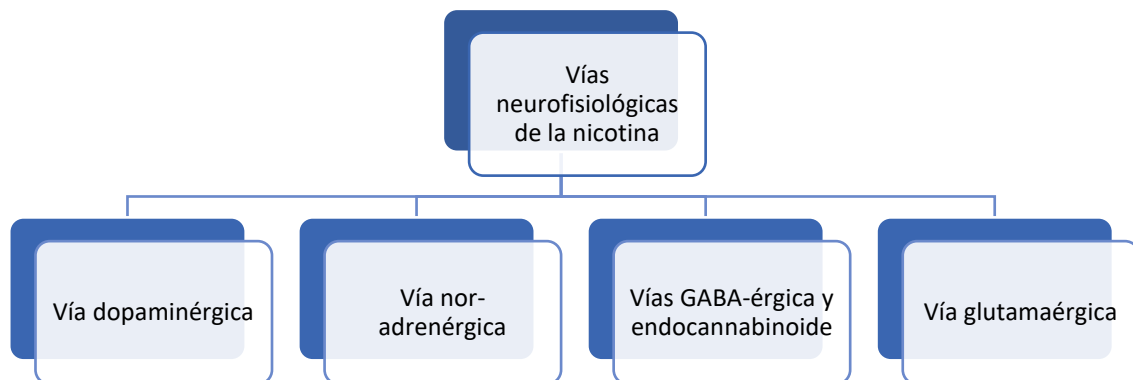 Vías
neurofisiológicas
de la nicotina
Vía dopaminérgica
Vía nor-
adrenérgica
Vías GABA-érgica y
endocannabinoide
Vía glutamaérgica